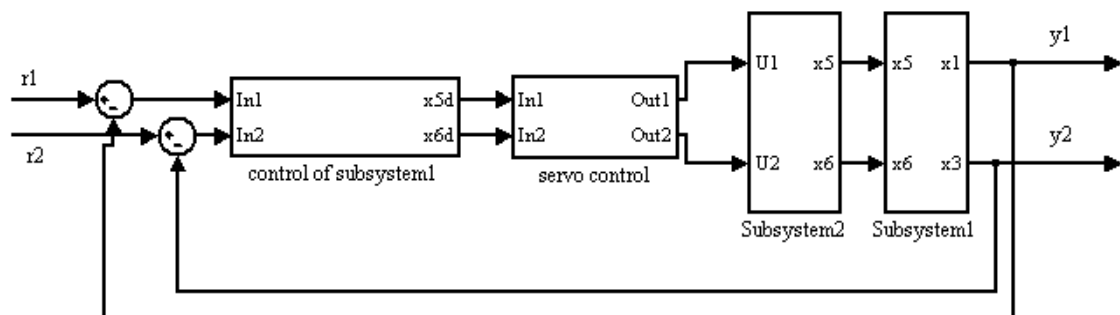 r1
r2
+
-
+
-
In1
In2
x5d
x6d
control of subsystem1
In1
In2
Out1
Out2
servo control
U1
U2
x5
x6
Subsystem2
x5
x6
x1
x3
Subsystem1
y1
y2